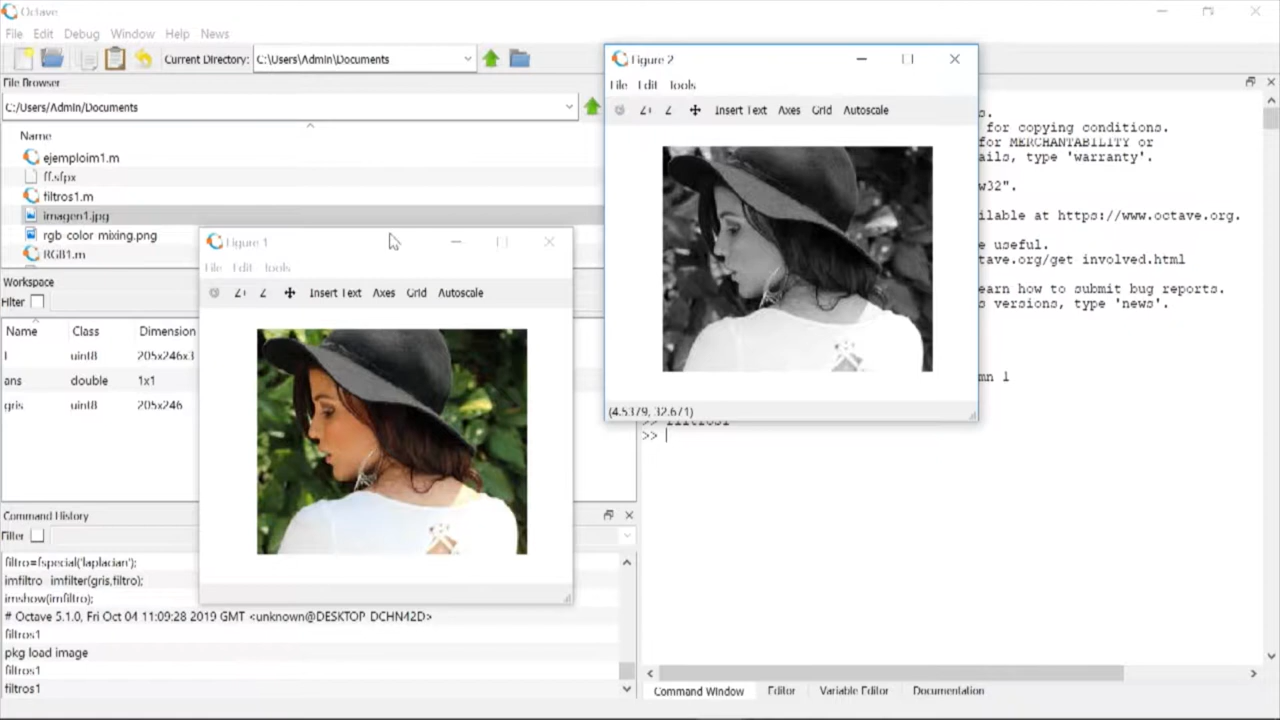 Octave
File Edit Debug Window Help News
Current Directory: C:\Users\Admin\Documents
File Browser
C:/Users/Admin/Documents
Name
ejemploim1.m
ff.sfpx
filtros1.m
imagen1.jpg
rgb color mixing.png
RGB1.m
Workspace
Filter
Name Class Dimension
I uint8 205x246x3
ans double 1x1
gris uint8 205x246
Command History
Filter
filtro=fspecial('laplacian');
imfiltro imfilter(gris,filtro);
imshow(imfiltro);
# Octave 5.1.0, Fri Oct 04 11:09:28 2019 GMT <unknown@DESKTOP DCHN42D>
filtros1
pkg load image
filtros1
filtros1
Figure 1
File Edit Tools
Z+ Z Insert Text Axes Grid Autoscale
Figure 2
File Edit Tools
Z+ Z Insert Text Axes Grid Autoscale
(4.5379, 32.671)
s.
for copying conditions.
for MERCHANTABILITY or
ails, type 'warranty'.
w32".
ilable at https://www.octave.org.
e useful.
tave.org/get involved.html
earn how to submit bug reports.
s versions, type 'news'.
mn 1
>> filtros1
>>
Command Window Editor Variable Editor Documentation